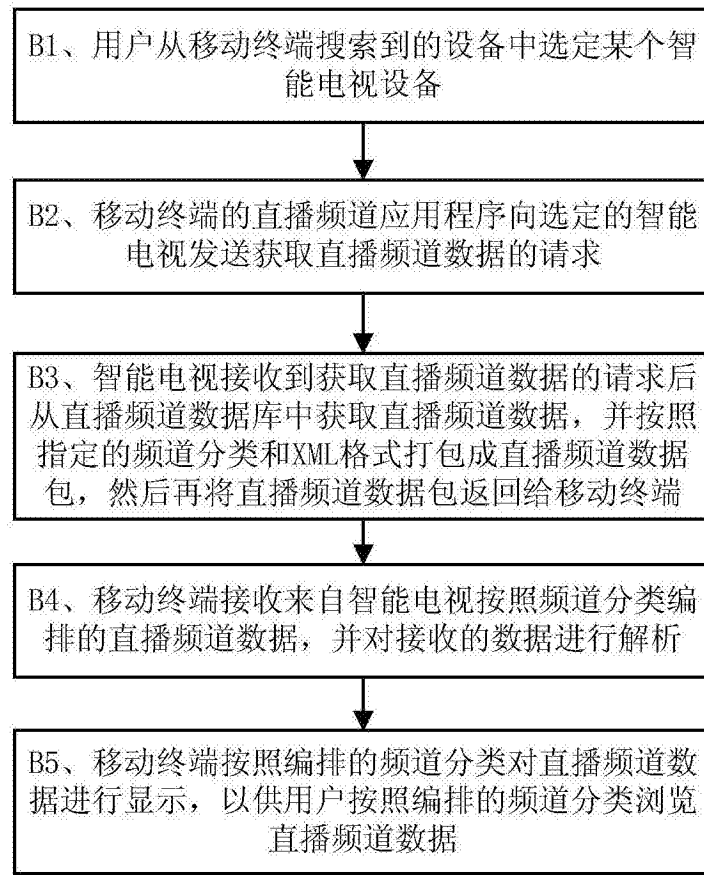 B1、用户从移动终端搜索到的设备中选定某个智
能电视设备
B2、移动终端的直播频道应用程序向选定的智能
电视发送获取直播频道数据的请求
B3、智能电视接收到获取直播频道数据的请求后
从直播频道数据库中获取直播频道数据，并按照
指定的频道分类和XML格式打包成直播频道数据
包，然后再将直播频道数据包返回给移动终端
B4、移动终端接收来自智能电视按照频道分类编
排的直播频道数据，并对接收的数据进行解析
B5、移动终端按照编排的频道分类对直播频道数
据进行显示，以供用户按照编排的频道分类浏览
直播频道数据